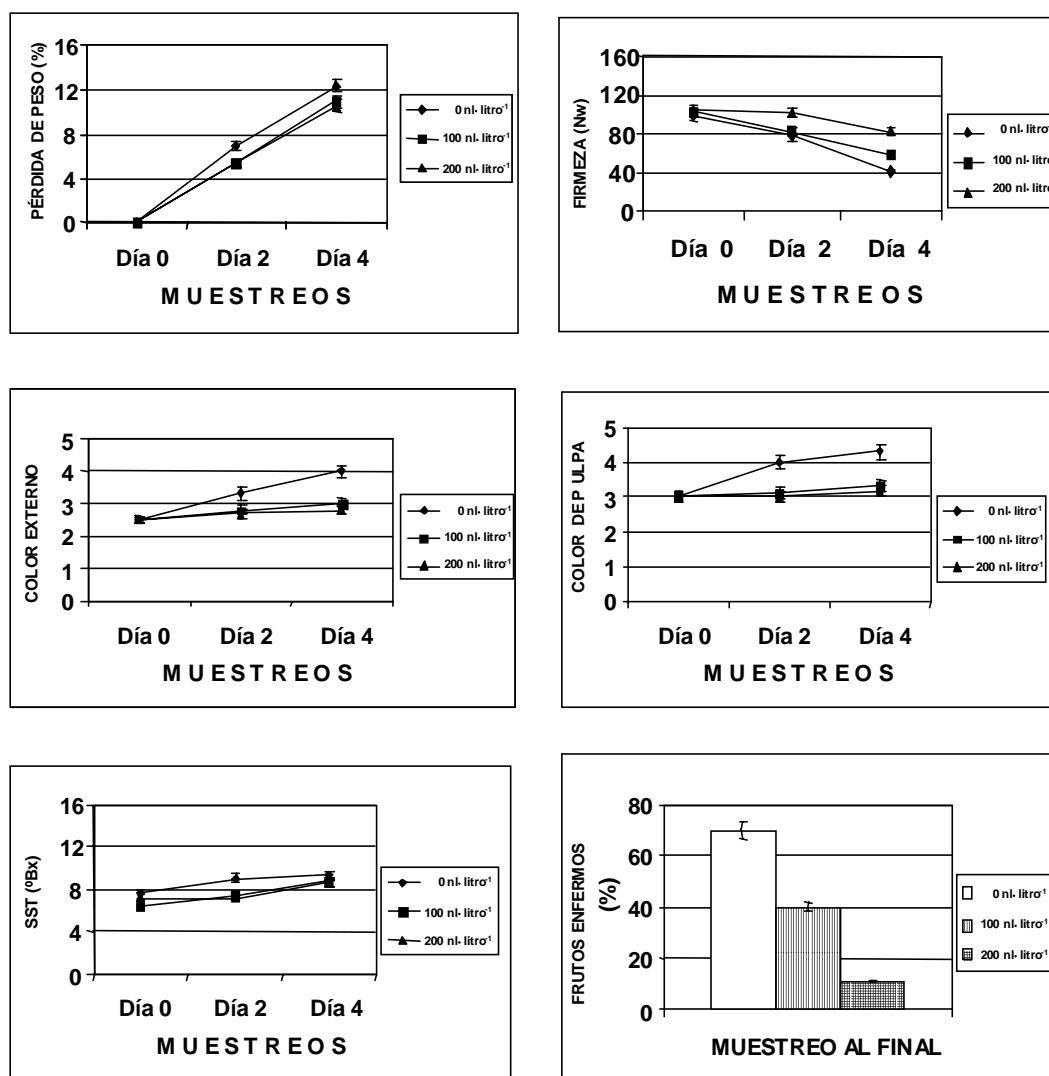 16
12
8
4
0
PÉRDIDA DE PESO (%)
Día 0 Día 2 Día 4
MUESTREOS
0 nl· litro-1
100 nl· litro-1
200 nl· litro-1
160
120
80
40
0
FIRMEZA (Nw)
Día 0 Día 2 Día 4
MUESTREOS
0 nl· litro
100 nl· litro
200 nl· litro
5
4
3
2
1
0
COLOR EXTERNO
Día 0 Día 2 Día 4
MUESTREOS
0 nl· litro-1
100 nl· litro-1
200 nl· litro-1
5
4
3
2
1
0
COLOR DE P ULPA
Día 0 Día 2 Día 4
MUESTREOS
0 nl· litro-1
100 nl· litro-1
200 nl· litro-1
16
12
8
4
0
SST (ºBx)
Día 0 Día 2 Día 4
MUESTREOS
0 nl· litro-1
100 nl· litro-1
200 nl· litro-1
80
60
40
20
0
FRUTOS ENFERMOS
(%)
MUESTREO AL FINAL
0 nl· litro-1
100 nl· litro-1
200 nl· litro-1